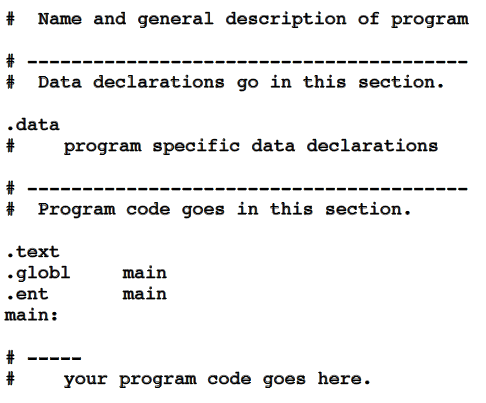 #  Name and general description of program
# ----------------------------------------
#  Data declarations go in this section.
.data
#     program specific data declarations
# ----------------------------------------
#  Program code goes in this section.
.text
.globl     main
.ent       main
main:
# -----
#     your program code goes here.